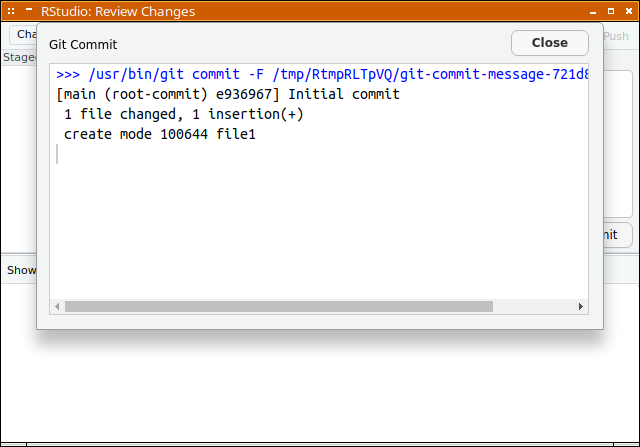 RStudio: Review Changes
Cha
Push
Git Commit
Close
Staged
>>> /usr/bin/git commit -F /tmp/RtmpRLTpVQ/git-commit-message-721d8
[main (root-commit) e936967] Initial commit
1 file changed, 1 insertion(+)
create mode 100644 file1
mit
Show